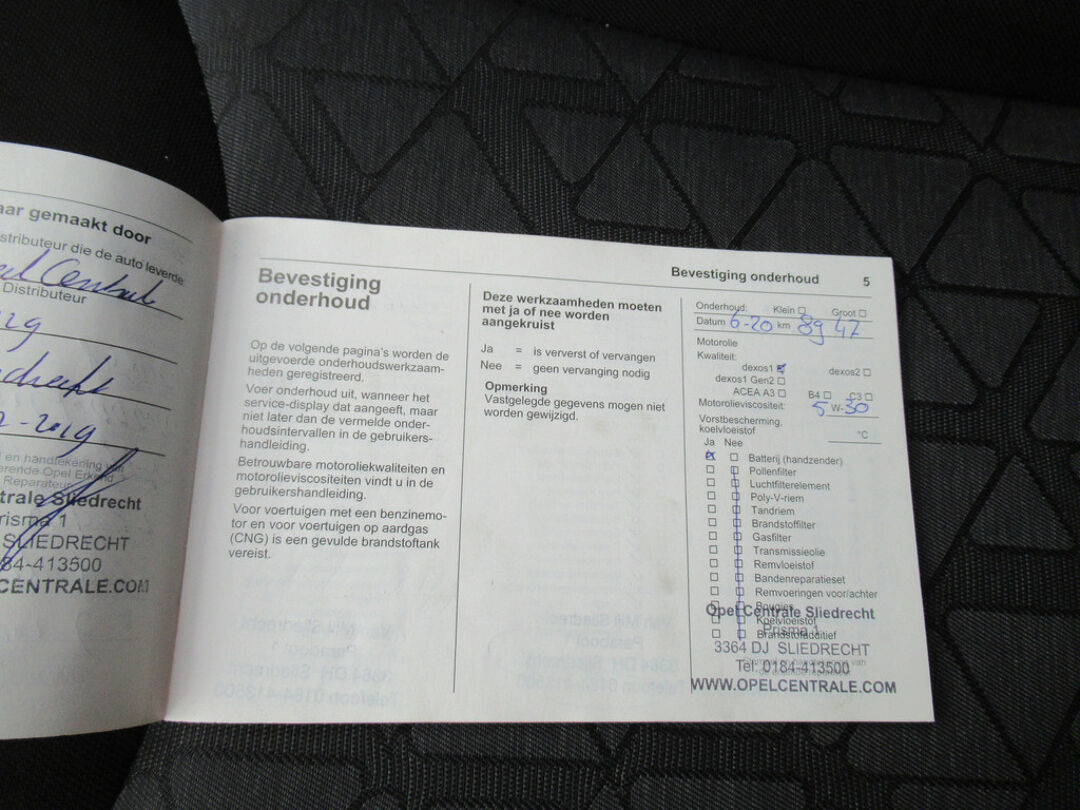 aar gemaakt door
stributeur die de auto leverde
Distributeur
Centrale
trale Sliedrecht
Prisma 1
SLIEDRECHT
84-413500
CENTRALE.COM
Bevestiging
onderhoud
Op de volgende pagina's worden de
uitgevoerde onderhoudswerkzaam-
heden geregistreerd.
Voer onderhoud uit, wanneer het
service-display dat aangeeft, maar
niet later dan de vermelde onder-
houdsintervallen in de gebruikers-
handleiding.
Betrouwbare motoroliekwaliteiten en
motorolieviscositeiten vindt u in de
gebruikershandleiding.
Voor voertuigen met een benzinemo-
tor en voor voertuigen op aardgas
(CNG) is een gevulde brandstoftank
vereist.
Deze werkzaamheden moeten
met ja of nee worden
aangekruist
Ja = is ververst of vervangen
Nee = geen vervanging nodig
Opmerking
Vastgelegde gegevens mogen niet
worden gewijzigd.
Bevestiging onderhoud 5
Onderhoud: Klein Groot
Datum 6-20 km 8947
Motorolie
Kwaliteit:
dexos1 dexos2
dexos1 Gen2
ACEA A3 B4 C3
Motorolieviscositeit: 5 W-30
Vorstbescherming.
koelvloeistof °C
Ja Nee
Batterij (handzender)
Pollenfilter
Luchtfilterelement
Poly-V-riem
Tandriem
Brandstoffilter
Gasfilter
Transmissieolie
Remvloeistof
Bandenreparatieset
Remvoeringen voor/achter
Bougies
Opel Centrale Sliedrecht
Koelvloeistof
Prisma 1
Brandstofadditief
3364 DJ SLIEDRECHT
Tel. 0184-413500
WWW.OPELCENTRALE.COM